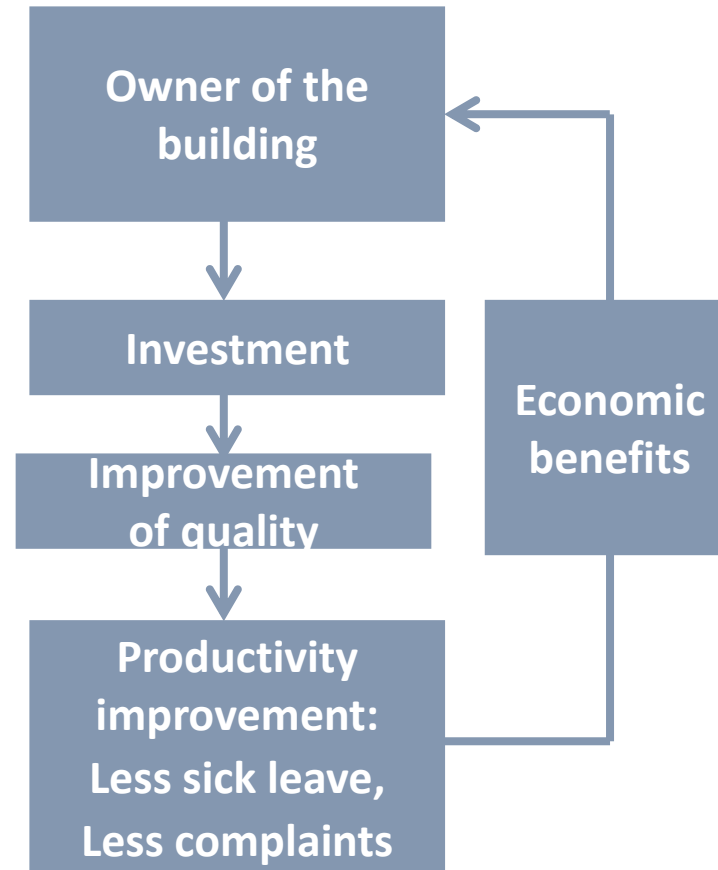 Owner of the
building
Investment
Improvement
of quality
Economic
benefits
Productivity
improvement:
Less sick leave,
Less complaints